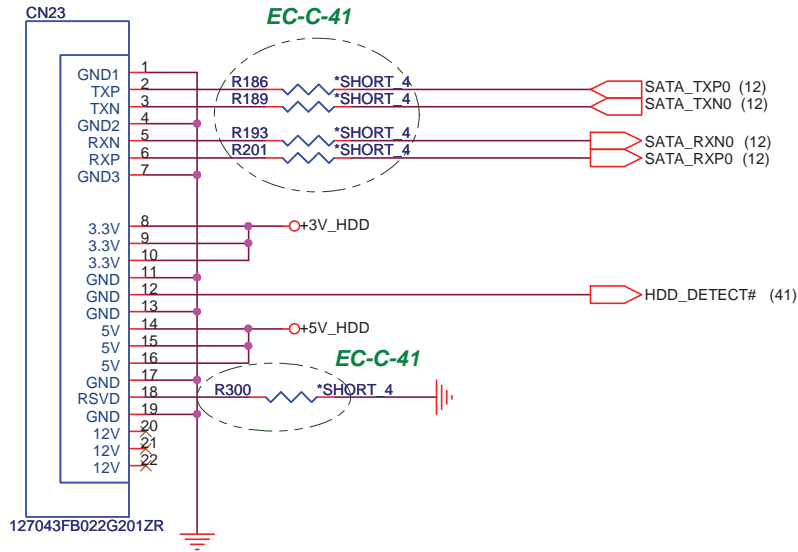 CN23
EC-C-41
GND1 1
TXP 2 R186 *SHORT_4 SATA_TXP0 (12)
TXN 3 R189 *SHORT_4 SATA_TXN0 (12)
GND2 4
RXN 5 R193 *SHORT_4 SATA_RXN0 (12)
RXP 6 R201 *SHORT_4 SATA_RXP0 (12)
GND3 7
3.3V 8 +3V_HDD
3.3V 9
3.3V 10
GND 11
GND 12 HDD_DETECT# (41)
GND 13
5V 14 +5V_HDD
5V 15
5V 16
EC-C-41
GND 17
RSVD 18 R300 *SHORT_4
GND 19
12V 20
12V 21
12V 22
127043FB022G201ZR